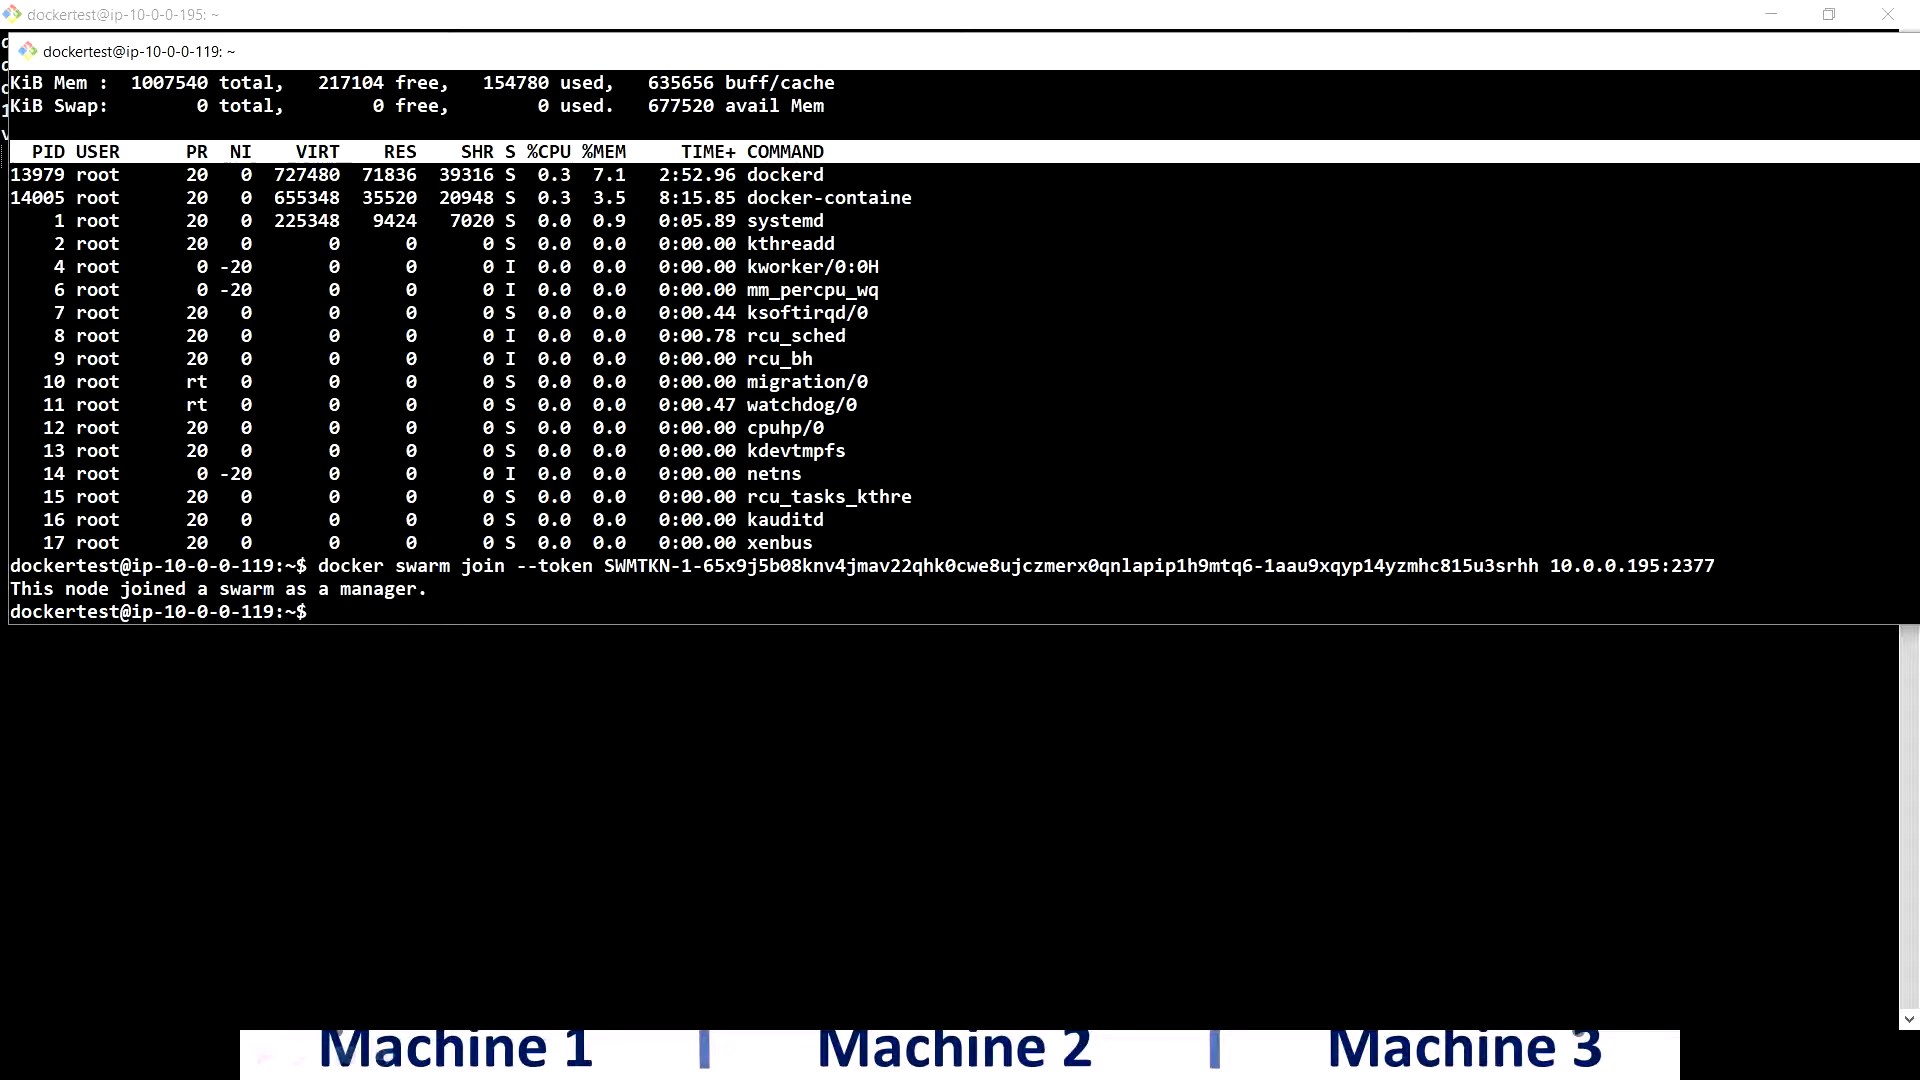 dockertest@ip-10-0-0-195: ~
dockertest@ip-10-0-0-119: ~
KiB Mem :  1007540 total,   217104 free,   154780 used,   635656 buff/cache
KiB Swap:        0 total,        0 free,        0 used.   677520 avail Mem
  PID USER      PR  NI    VIRT    RES    SHR S %CPU %MEM     TIME+ COMMAND
13979 root      20   0  727480  71836  39316 S  0.3  7.1   2:52.96 dockerd
14005 root      20   0  655348  35520  20948 S  0.3  3.5   8:15.85 docker-containe
    1 root      20   0  225348   9424   7020 S  0.0  0.9   0:05.89 systemd
    2 root      20   0       0      0      0 S  0.0  0.0   0:00.00 kthreadd
    4 root       0 -20       0      0      0 I  0.0  0.0   0:00.00 kworker/0:0H
    6 root       0 -20       0      0      0 I  0.0  0.0   0:00.00 mm_percpu_wq
    7 root      20   0       0      0      0 S  0.0  0.0   0:00.44 ksoftirqd/0
    8 root      20   0       0      0      0 I  0.0  0.0   0:00.78 rcu_sched
    9 root      20   0       0      0      0 I  0.0  0.0   0:00.00 rcu_bh
   10 root      rt   0       0      0      0 S  0.0  0.0   0:00.00 migration/0
   11 root      rt   0       0      0      0 S  0.0  0.0   0:00.47 watchdog/0
   12 root      20   0       0      0      0 S  0.0  0.0   0:00.00 cpuhp/0
   13 root      20   0       0      0      0 S  0.0  0.0   0:00.00 kdevtmpfs
   14 root       0 -20       0      0      0 I  0.0  0.0   0:00.00 netns
   15 root      20   0       0      0      0 S  0.0  0.0   0:00.00 rcu_tasks_kthre
   16 root      20   0       0      0      0 S  0.0  0.0   0:00.00 kauditd
   17 root      20   0       0      0      0 S  0.0  0.0   0:00.00 xenbus
dockertest@ip-10-0-0-119:~$ docker swarm join --token SWMTKN-1-65x9j5b08knv4jmav22qhk0cwe8ujczmerx0qnlapip1h9mtq6-1aau9xqyp14yzmhc815u3srhh 10.0.0.195:2377
This node joined a swarm as a manager.
dockertest@ip-10-0-0-119:~$
Machine 1 | Machine 2 | Machine 3